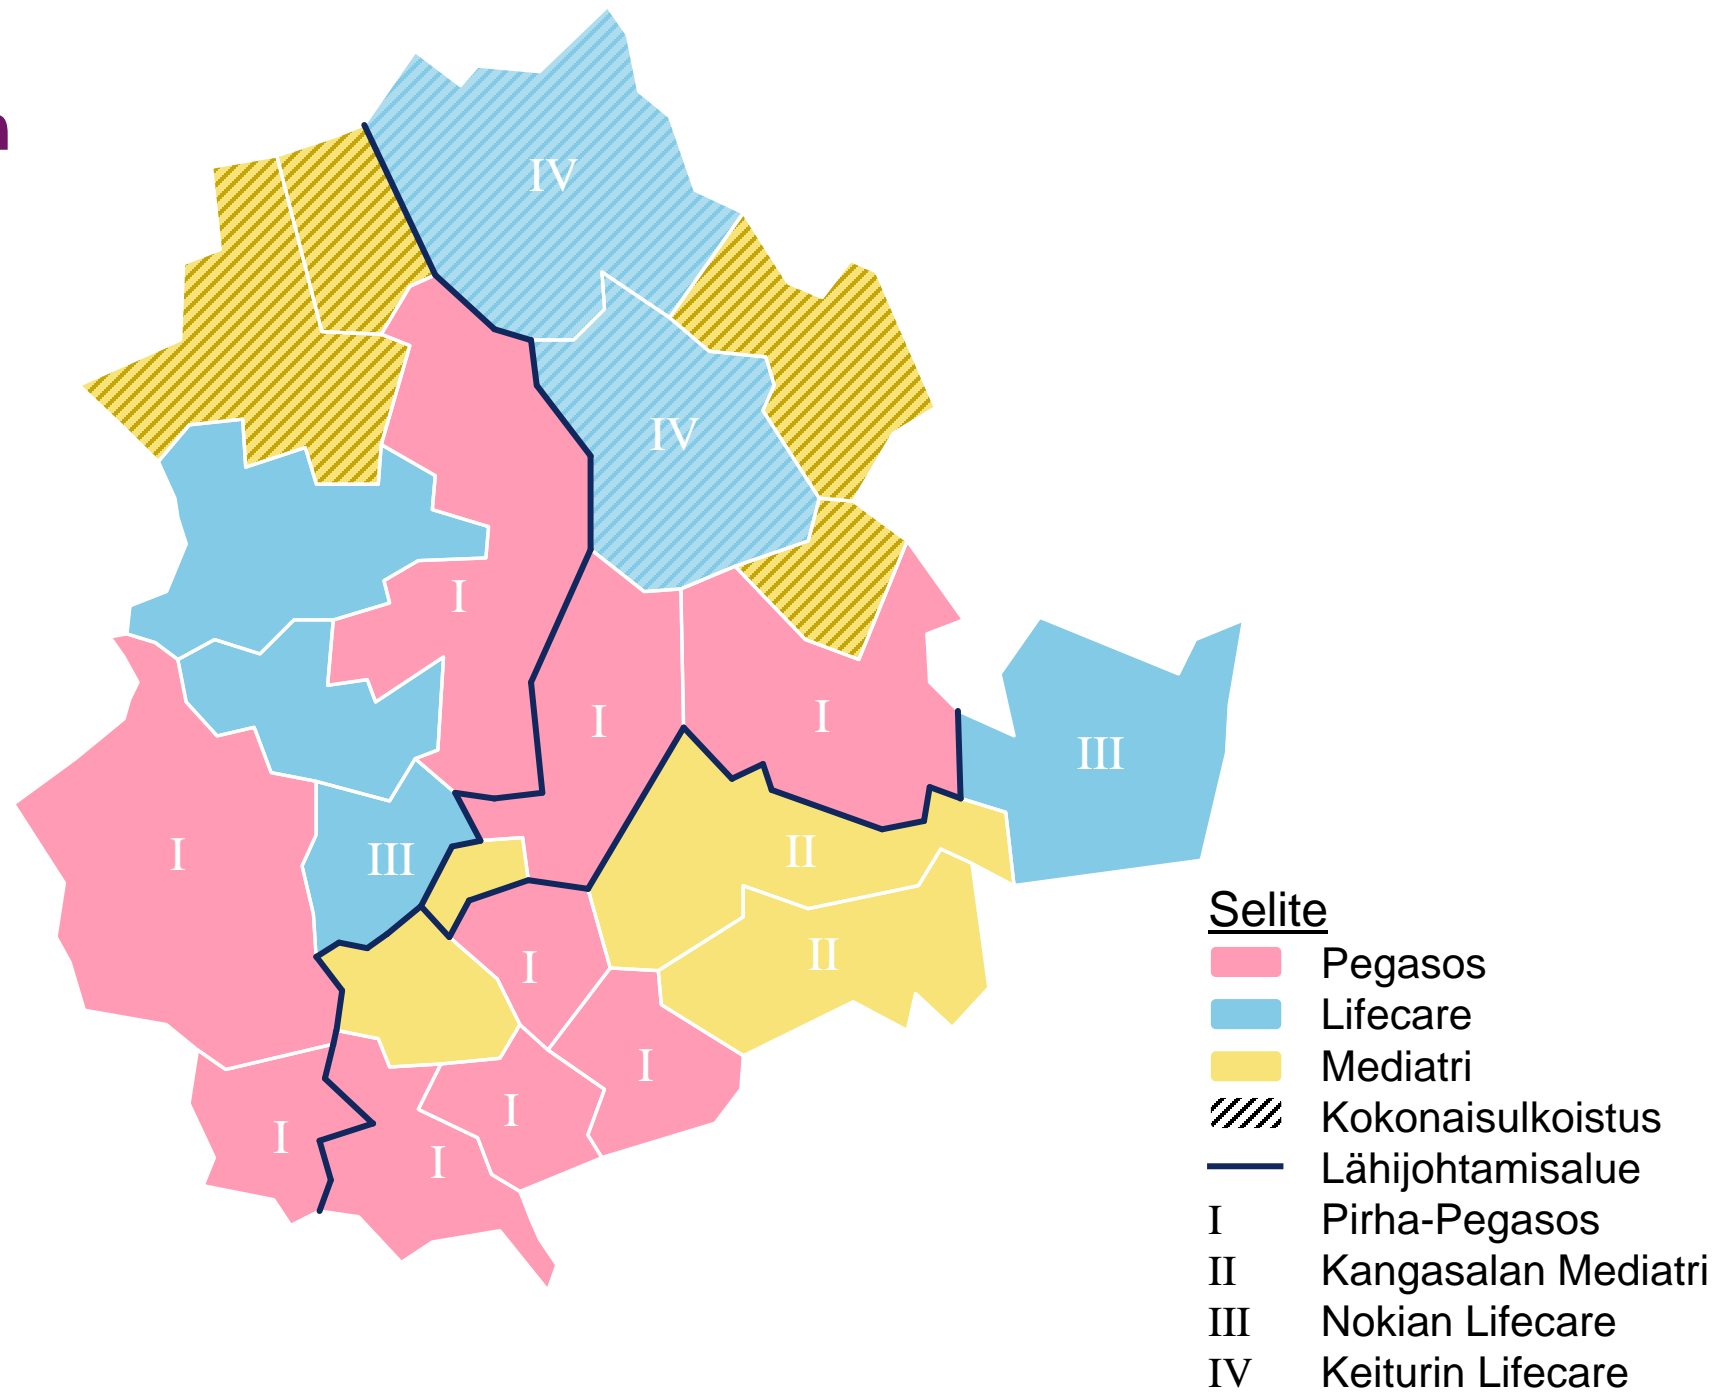 n
IV
IV
I
I
I
III
I
III
II
II
I
I
I
I
I
Selite
Pegasos
Lifecare
Mediatri
Kokonaisulkoistus
Lähijohtamisalue
I Pirha-Pegasos
II Kangasalan Mediatri
III Nokian Lifecare
IV Keiturin Lifecare